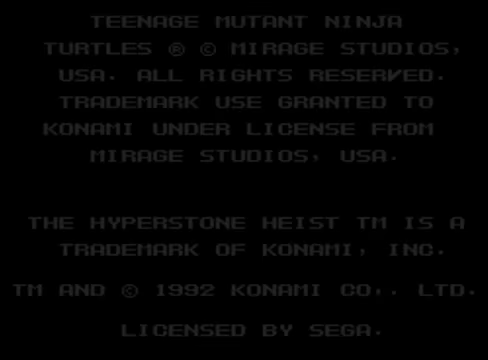 TEENAGE MUTANT NINJA
TURTLES ® © MIRAGE STUDIOS,
USA. ALL RIGHTS RESERVED.
TRADEMARK USE GRANTED TO
KONAMI UNDER LICENSE FROM
MIRAGE STUDIOS, USA.
THE HYPERSTONE HEIST TM IS A
TRADEMARK OF KONAMI, INC.
TM AND © 1992 KONAMI CO,. LTD.
LICENSED BY SEGA.